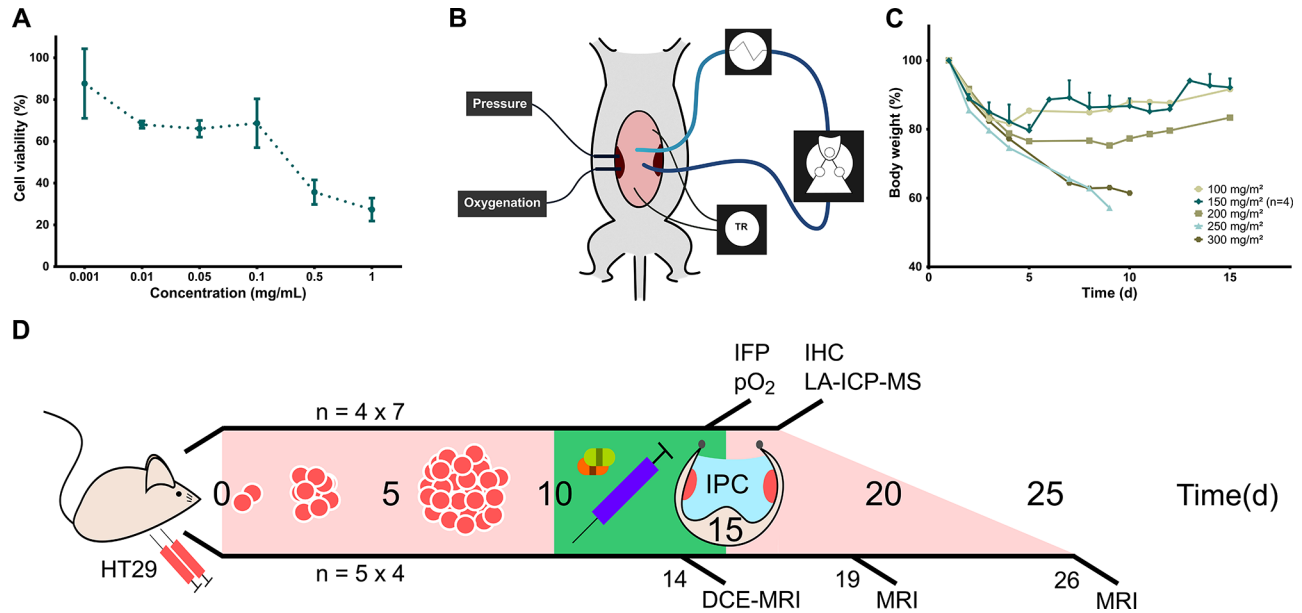 A
Cell viability (%)
100
80
60
40
20
0
0.001 0.01 0.05 0.1 0.5 1
Concentration (mg/mL)
B
Pressure
Oxygenation
TR
C
Body weight (%)
100
80
60
40
0 5 10 15
Time (d)
100 mg/m²
150 mg/m² (n=4)
200 mg/m²
250 mg/m²
300 mg/m²
D
IFP
pO₂
IHC
LA-ICP-MS
n = 4 x 7
0 5 10 15 20 25 Time(d)
IPC
HT29
n = 5 x 4
14
DCE-MRI
19
MRI
26
MRI